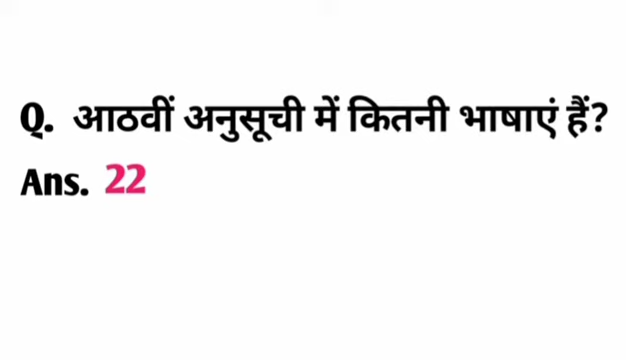 Q. आठवीं अनुसूची में कितनी भाषाएं हैं?
Ans. 22